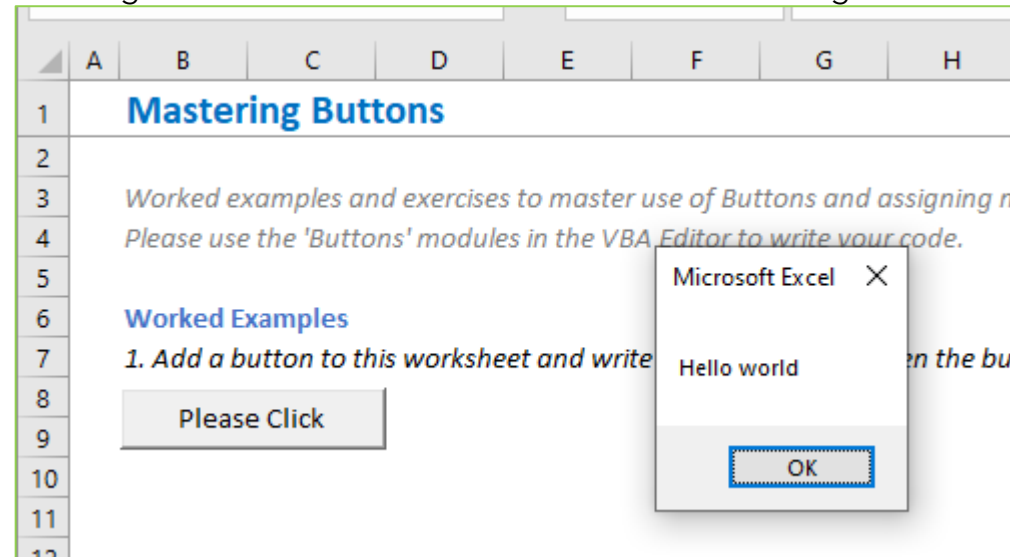 A B C D E F G H
1 Mastering Buttons
2
3 Worked examples and exercises to master use of Buttons and assigning
4 Please use the 'Buttons' modules in the VBA Editor to write your code.
5 Microsoft Excel
6 Worked Examples
7 1. Add a button to this worksheet and write Hello world the
8 Please Click
9
10 OK
11